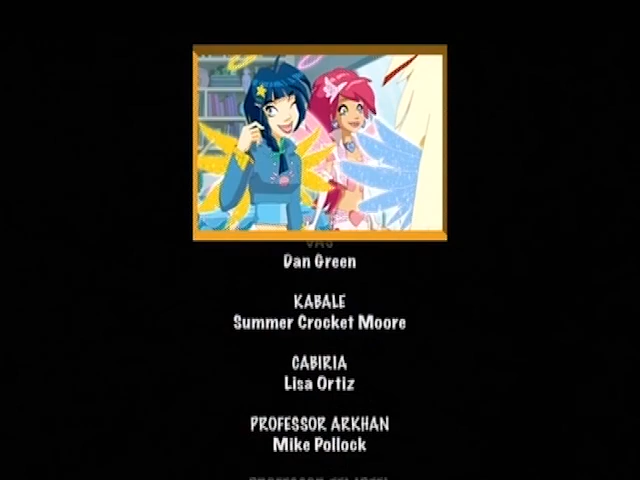 Dan Green
KABALE
Summer Crocket Moore
CABIRIA
Lisa Ortiz
PROFESSOR ARKHAN
Mike Pollock